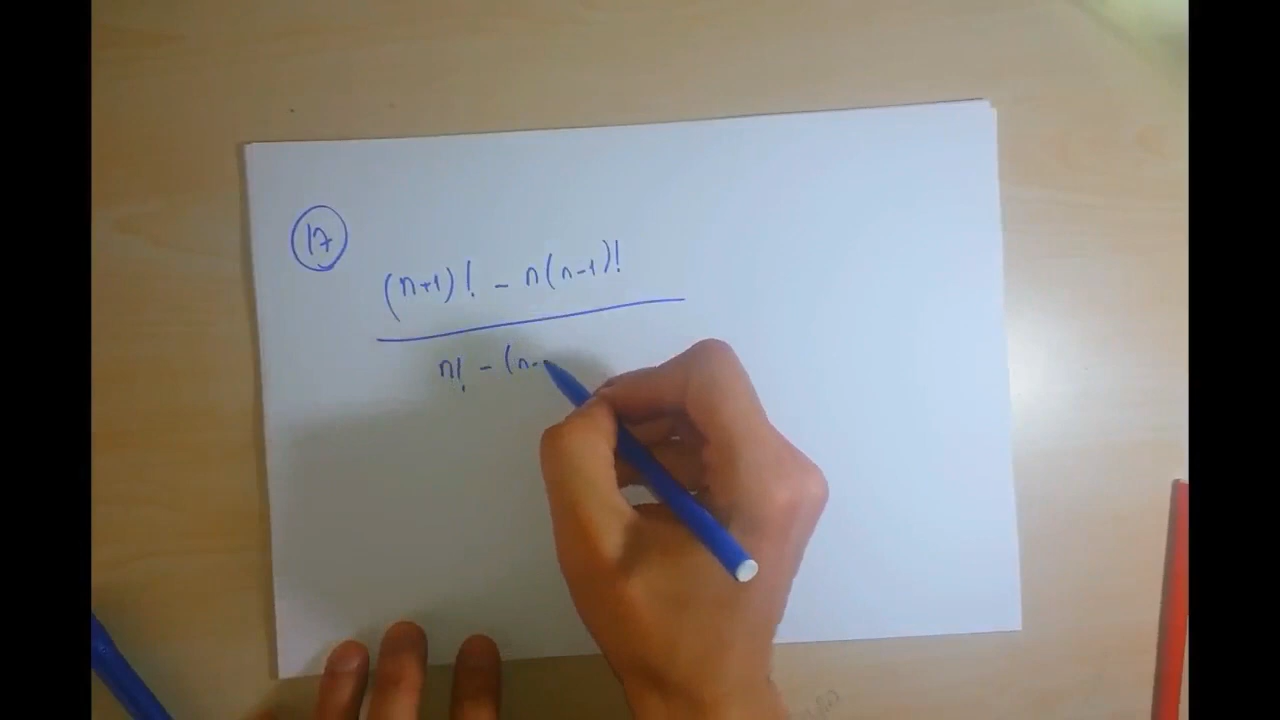 17
(n+1)! - n(n-1)!
n! - (n-